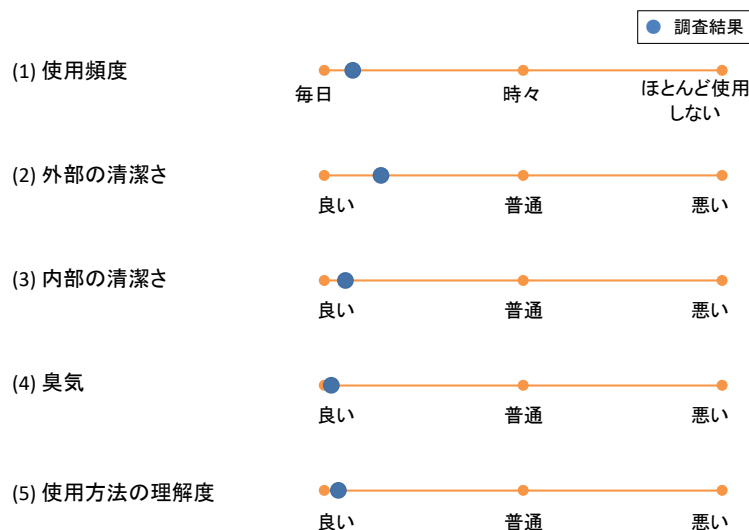 調査結果
(1) 使用頻度
毎日 時々 ほとんど使用
しない
(2) 外部の清潔さ
良い 普通 悪い
(3) 内部の清潔さ
良い 普通 悪い
(4) 臭気
良い 普通 悪い
(5) 使用方法の理解度
良い 普通 悪い